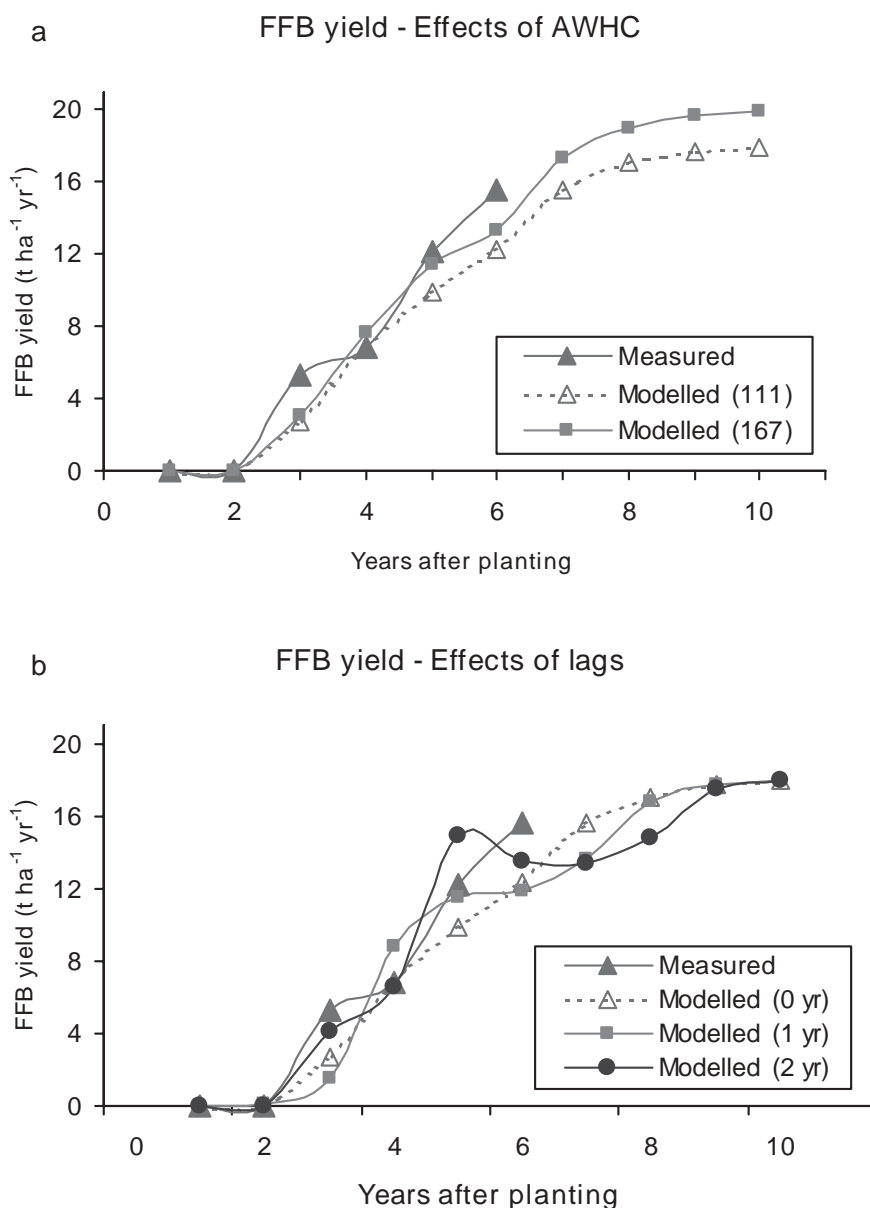 a
FFB yield - Effects of AWHC
FFB yield (t ha⁻¹ yr⁻¹)
20
16
12
8
4
0
Measured
Modelled (111)
Modelled (167)
0 2 4 6 8 10
Years after planting
b
FFB yield - Effects of lags
FFB yield (t ha⁻¹ yr⁻¹)
20
16
12
8
4
0
Measured
Modelled (0 yr)
Modelled (1 yr)
Modelled (2 yr)
0 2 4 6 8 10
Years after planting